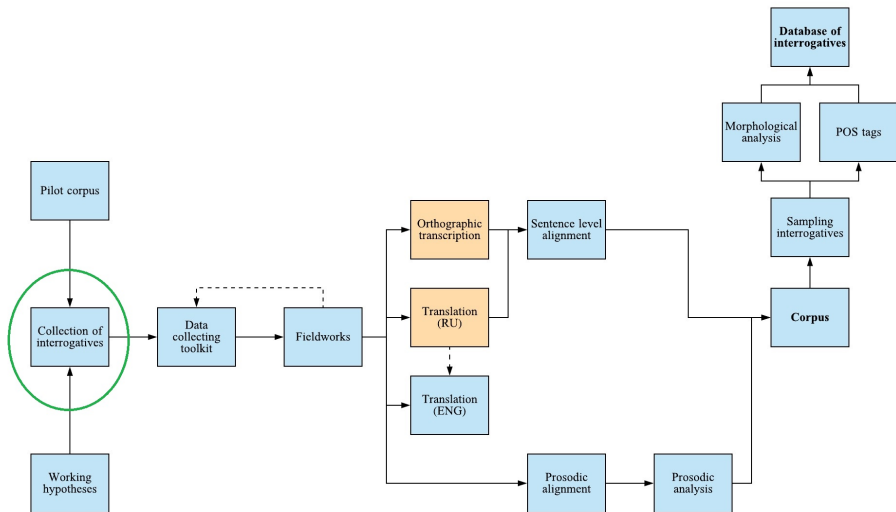 Database of
interrogatives
Morphological
analysis
POS tags
Pilot corpus
Orthographic
transcription
Sentence level
alignment
Sampling
interrogatives
Collection of
interrogatives
Data
collecting
toolkit
Fieldworks
Translation
(RU)
Corpus
Translation
(ENG)
Working
hypotheses
Prosodic
alignment
Prosodic
analysis